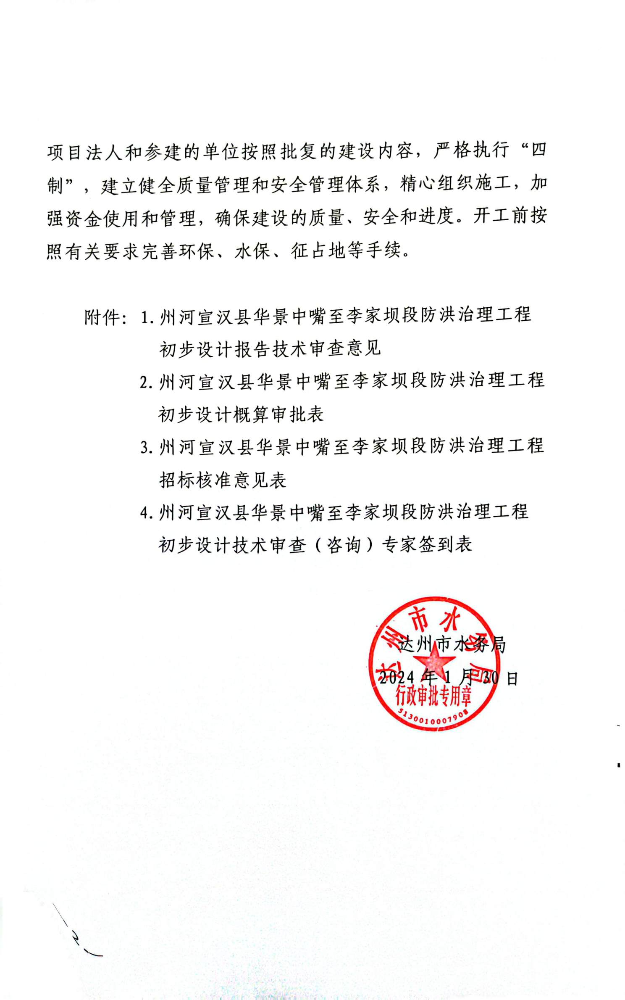 项目法人和参建的单位按照批复的建设内容，严格执行“四
制”，建立健全质量管理和安全管理体系，精心组织施工，加
强资金使用和管理，确保建设的质量、安全和进度。开工前按
照有关要求完善环保、水保、征占地等手续。
附件：1.州河宣汉县华景中嘴至李家坝段防洪治理工程
初步设计报告技术审查意见
2.州河宣汉县华景中嘴至李家坝段防洪治理工程
初步设计概算审批表
3.州河宣汉县华景中嘴至李家坝段防洪治理工程
招标核准意见表
4.州河宣汉县华景中嘴至李家坝段防洪治理工程
初步设计技术审查（咨询）专家签到表
达州市水务局
2024年1月30日
达州市水务局
行政审批专用章
5130010007908
2